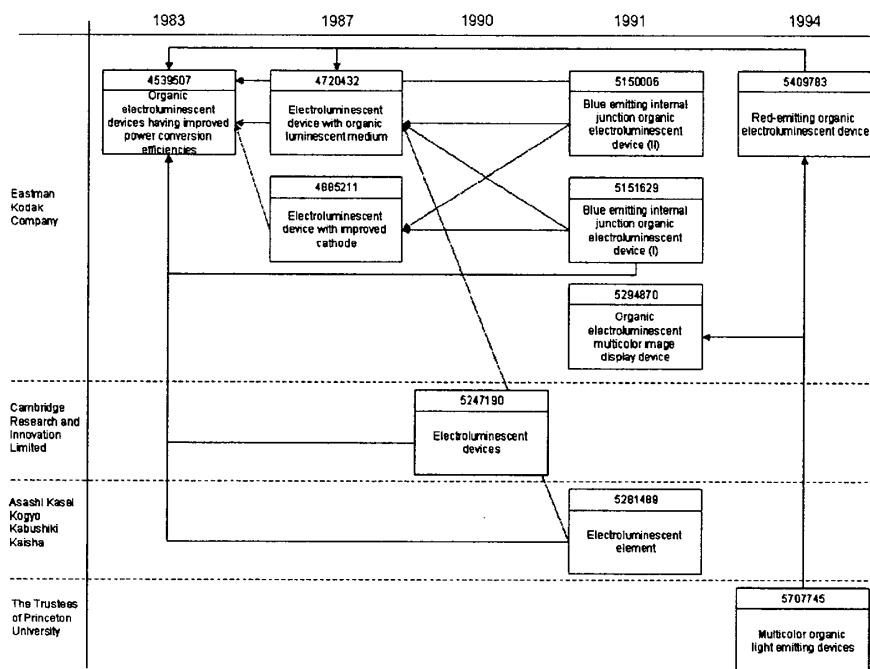 1983 1987 1990 1991 1994
Eastman
Kodak
Company
4539507
Organic
electroluminescent
devices having improved
power conversion
efficiencies
4720432
Electroluminescent
device with organic
luminescent medium
5150006
Blue emitting internal
junction organic
electroluminescent
device (II)
5409783
Red-emitting organic
electroluminescent device
4885211
Electroluminescent
device with improved
cathode
5151629
Blue emitting internal
junction organic
electroluminescent
device (I)
5294870
Organic
electroluminescent
multicolor image
display device
Cambridge
Research and
Innovation
Limited
5247190
Electroluminescent
devices
Asashi Kasei
Kogyo
Kabushiki
Kaisha
5281489
Electroluminescent
element
The Trustees
of Princeton
University
5707745
Multicolor organic
light emitting devices